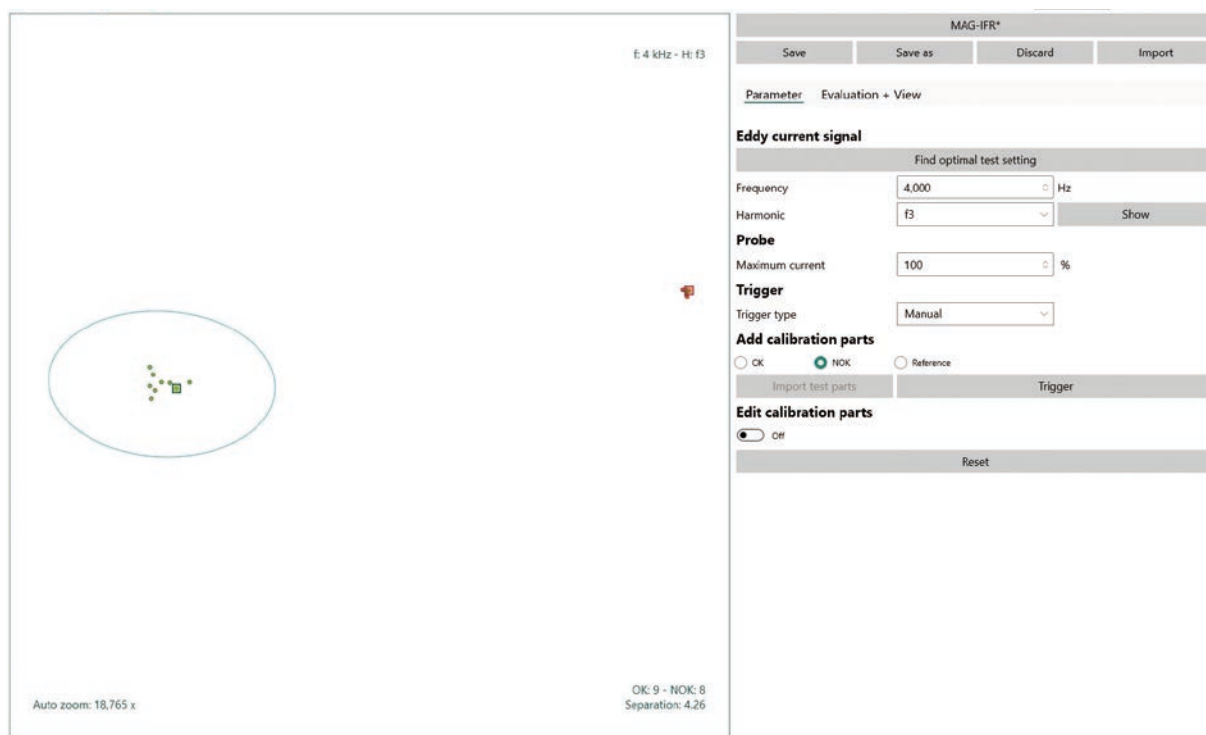 f: 4 kHz - H: f3
Auto zoom: 18,765 x
OK: 9 - NOK: 8
Separation: 4.26
MAG-IFR*
Save Save as Discard Import
Parameter Evaluation + View
Eddy current signal
Find optimal test setting
Frequency 4,000 Hz
Harmonic f3 Show
Probe
Maximum current 100 %
Trigger
Trigger type Manual
Add calibration parts
OK NOK Reference
Import test parts Trigger
Edit calibration parts
Off
Reset